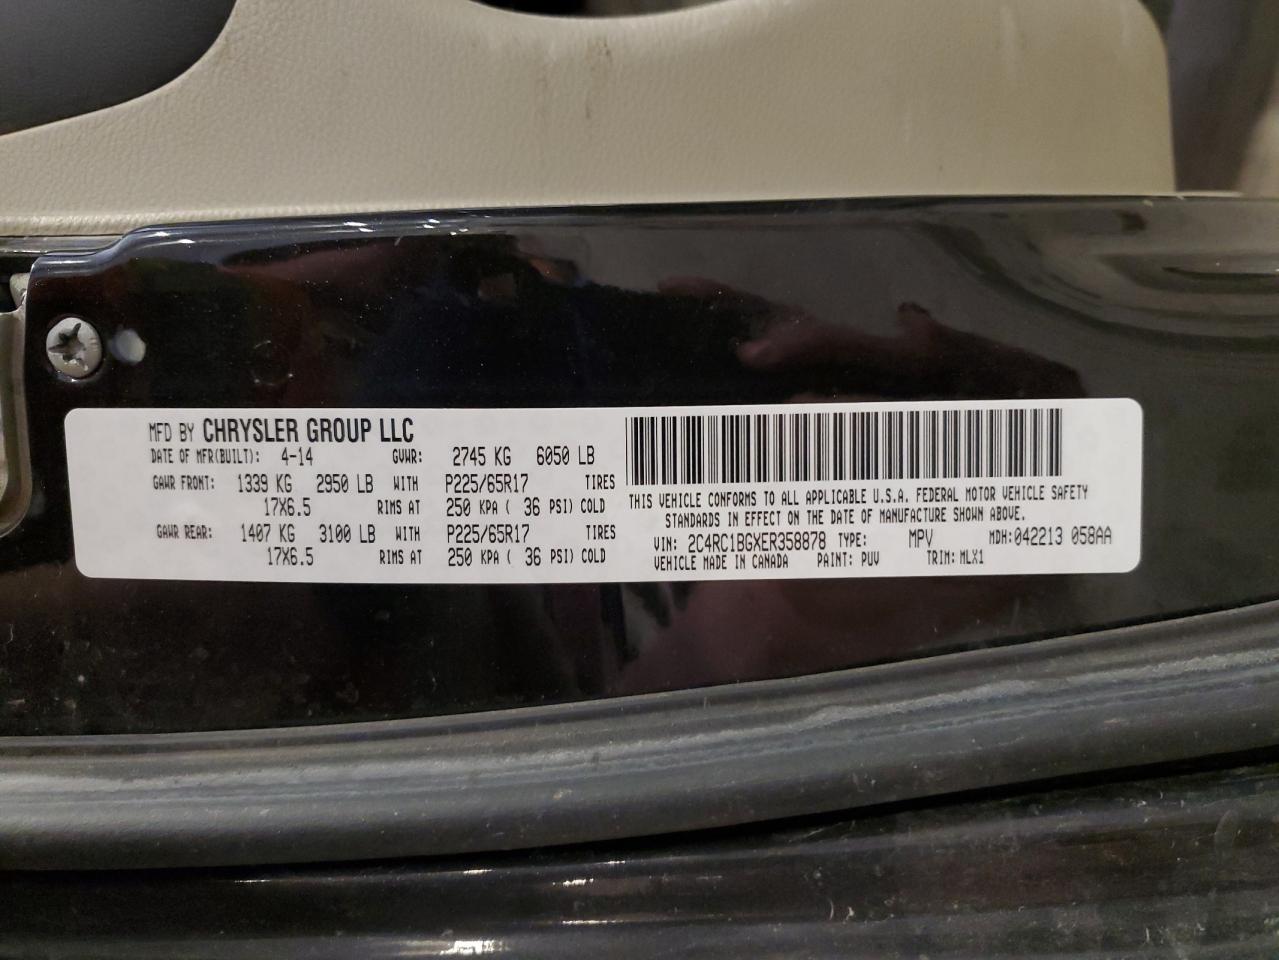 MFD BY CHRYSLER GROUP LLC
DATE OF MFR(BUILT): 4-14 GVWR: 2745 KG 6050 LB
GAWR FRONT: 1339 KG 2950 LB WITH P225/65R17 TIRES
17X6.5 RIMS AT 250 KPA ( 36 PSI) COLD
GAWR REAR: 1407 KG 3100 LB WITH P225/65R17 TIRES
17X6.5 RIMS AT 250 KPA ( 36 PSI) COLD
THIS VEHICLE CONFORMS TO ALL APPLICABLE U.S.A. FEDERAL MOTOR VEHICLE SAFETY
STANDARDS IN EFFECT ON THE DATE OF MANUFACTURE SHOWN ABOVE.
VIN: 2C4RC1BGXER358878 TYPE: MPV MDH:042213 058AA
VEHICLE MADE IN CANADA PAINT: PUV TRIM: MLX1